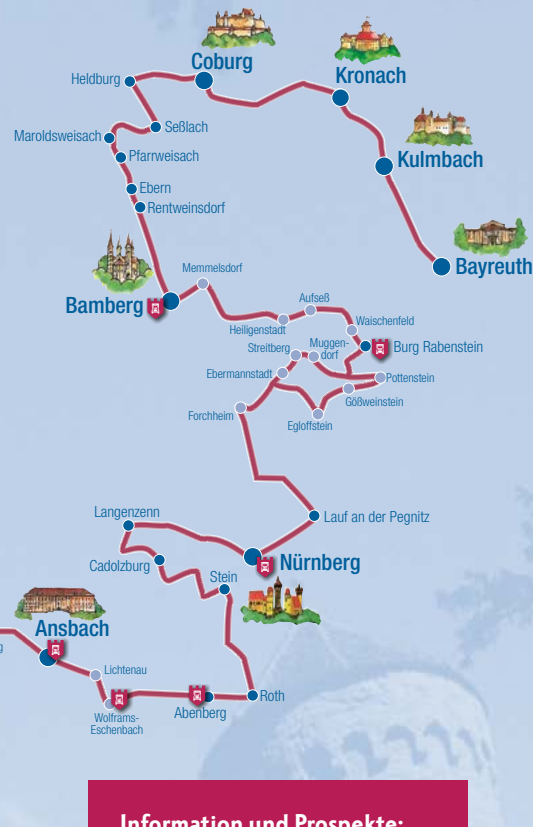 Coburg
Heldburg
Kronach
Seßlach
Maroldsweisach
Pfarrweisach
Kulmbach
Ebern
Rentweinsdorf
Bayreuth
Memmelsdorf
Bamberg
Aufseß
Waischenfeld
Heiligenstadt
Streitberg
Muggen-
dorf
Burg Rabenstein
Ebermannstadt
Pottenstein
Gößweinstein
Forchheim
Egloffstein
Langenzenn
Lauf an der Pegnitz
Cadolzburg
Nürnberg
Stein
Ansbach
g
Lichtenau
Roth
Abenberg
Wolframs-
Eschenbach
Information und Prospekte: